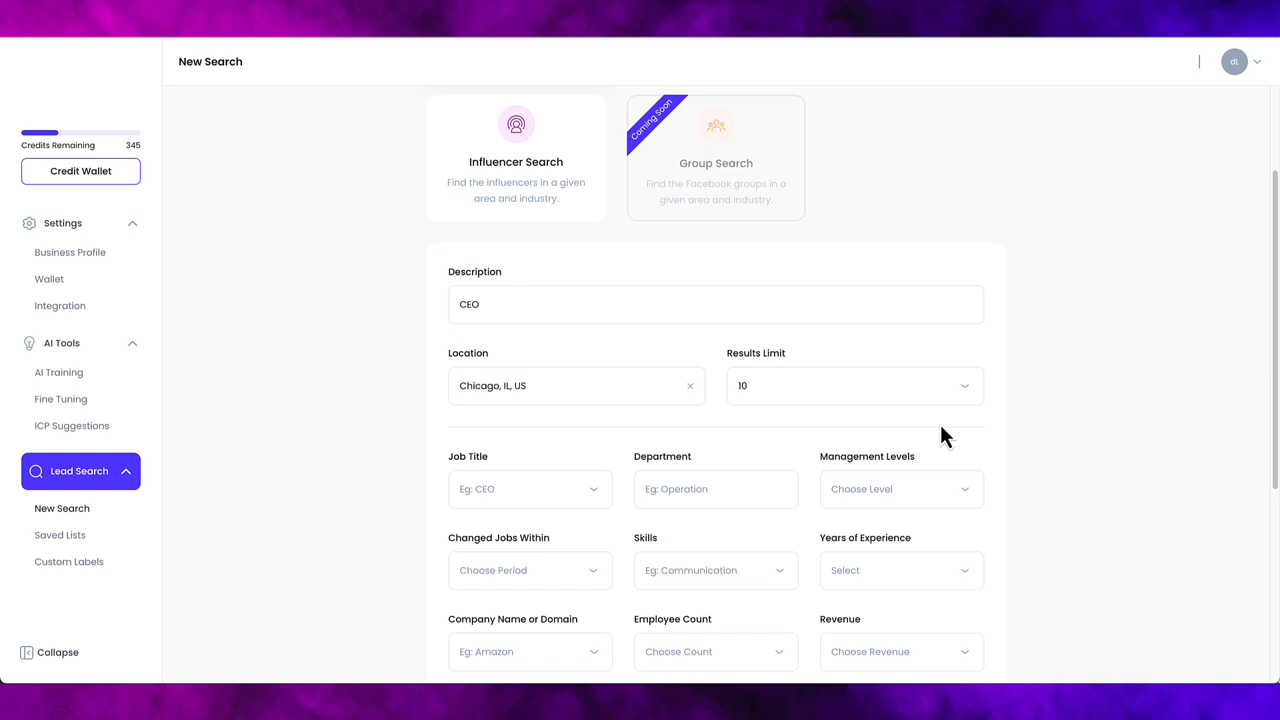 New Search
dL
Credits Remaining 345
Credit Wallet
Settings
Business Profile
Wallet
Integration
AI Tools
AI Training
Fine Tuning
ICP Suggestions
Lead Search
New Search
Saved Lists
Custom Labels
Collapse
Influencer Search
Find the influencers in a given
area and industry.
Coming Soon
Group Search
Find the Facebook groups in a
given area and industry.
Description
CEO
Location Results Limit
Chicago, IL, US 10
Job Title Department Management Levels
Eg: CEO Eg: Operation Choose Level
Changed Jobs Within Skills Years of Experience
Choose Period Eg: Communication Select
Company Name or Domain Employee Count Revenue
Eg: Amazon Choose Count Choose Revenue